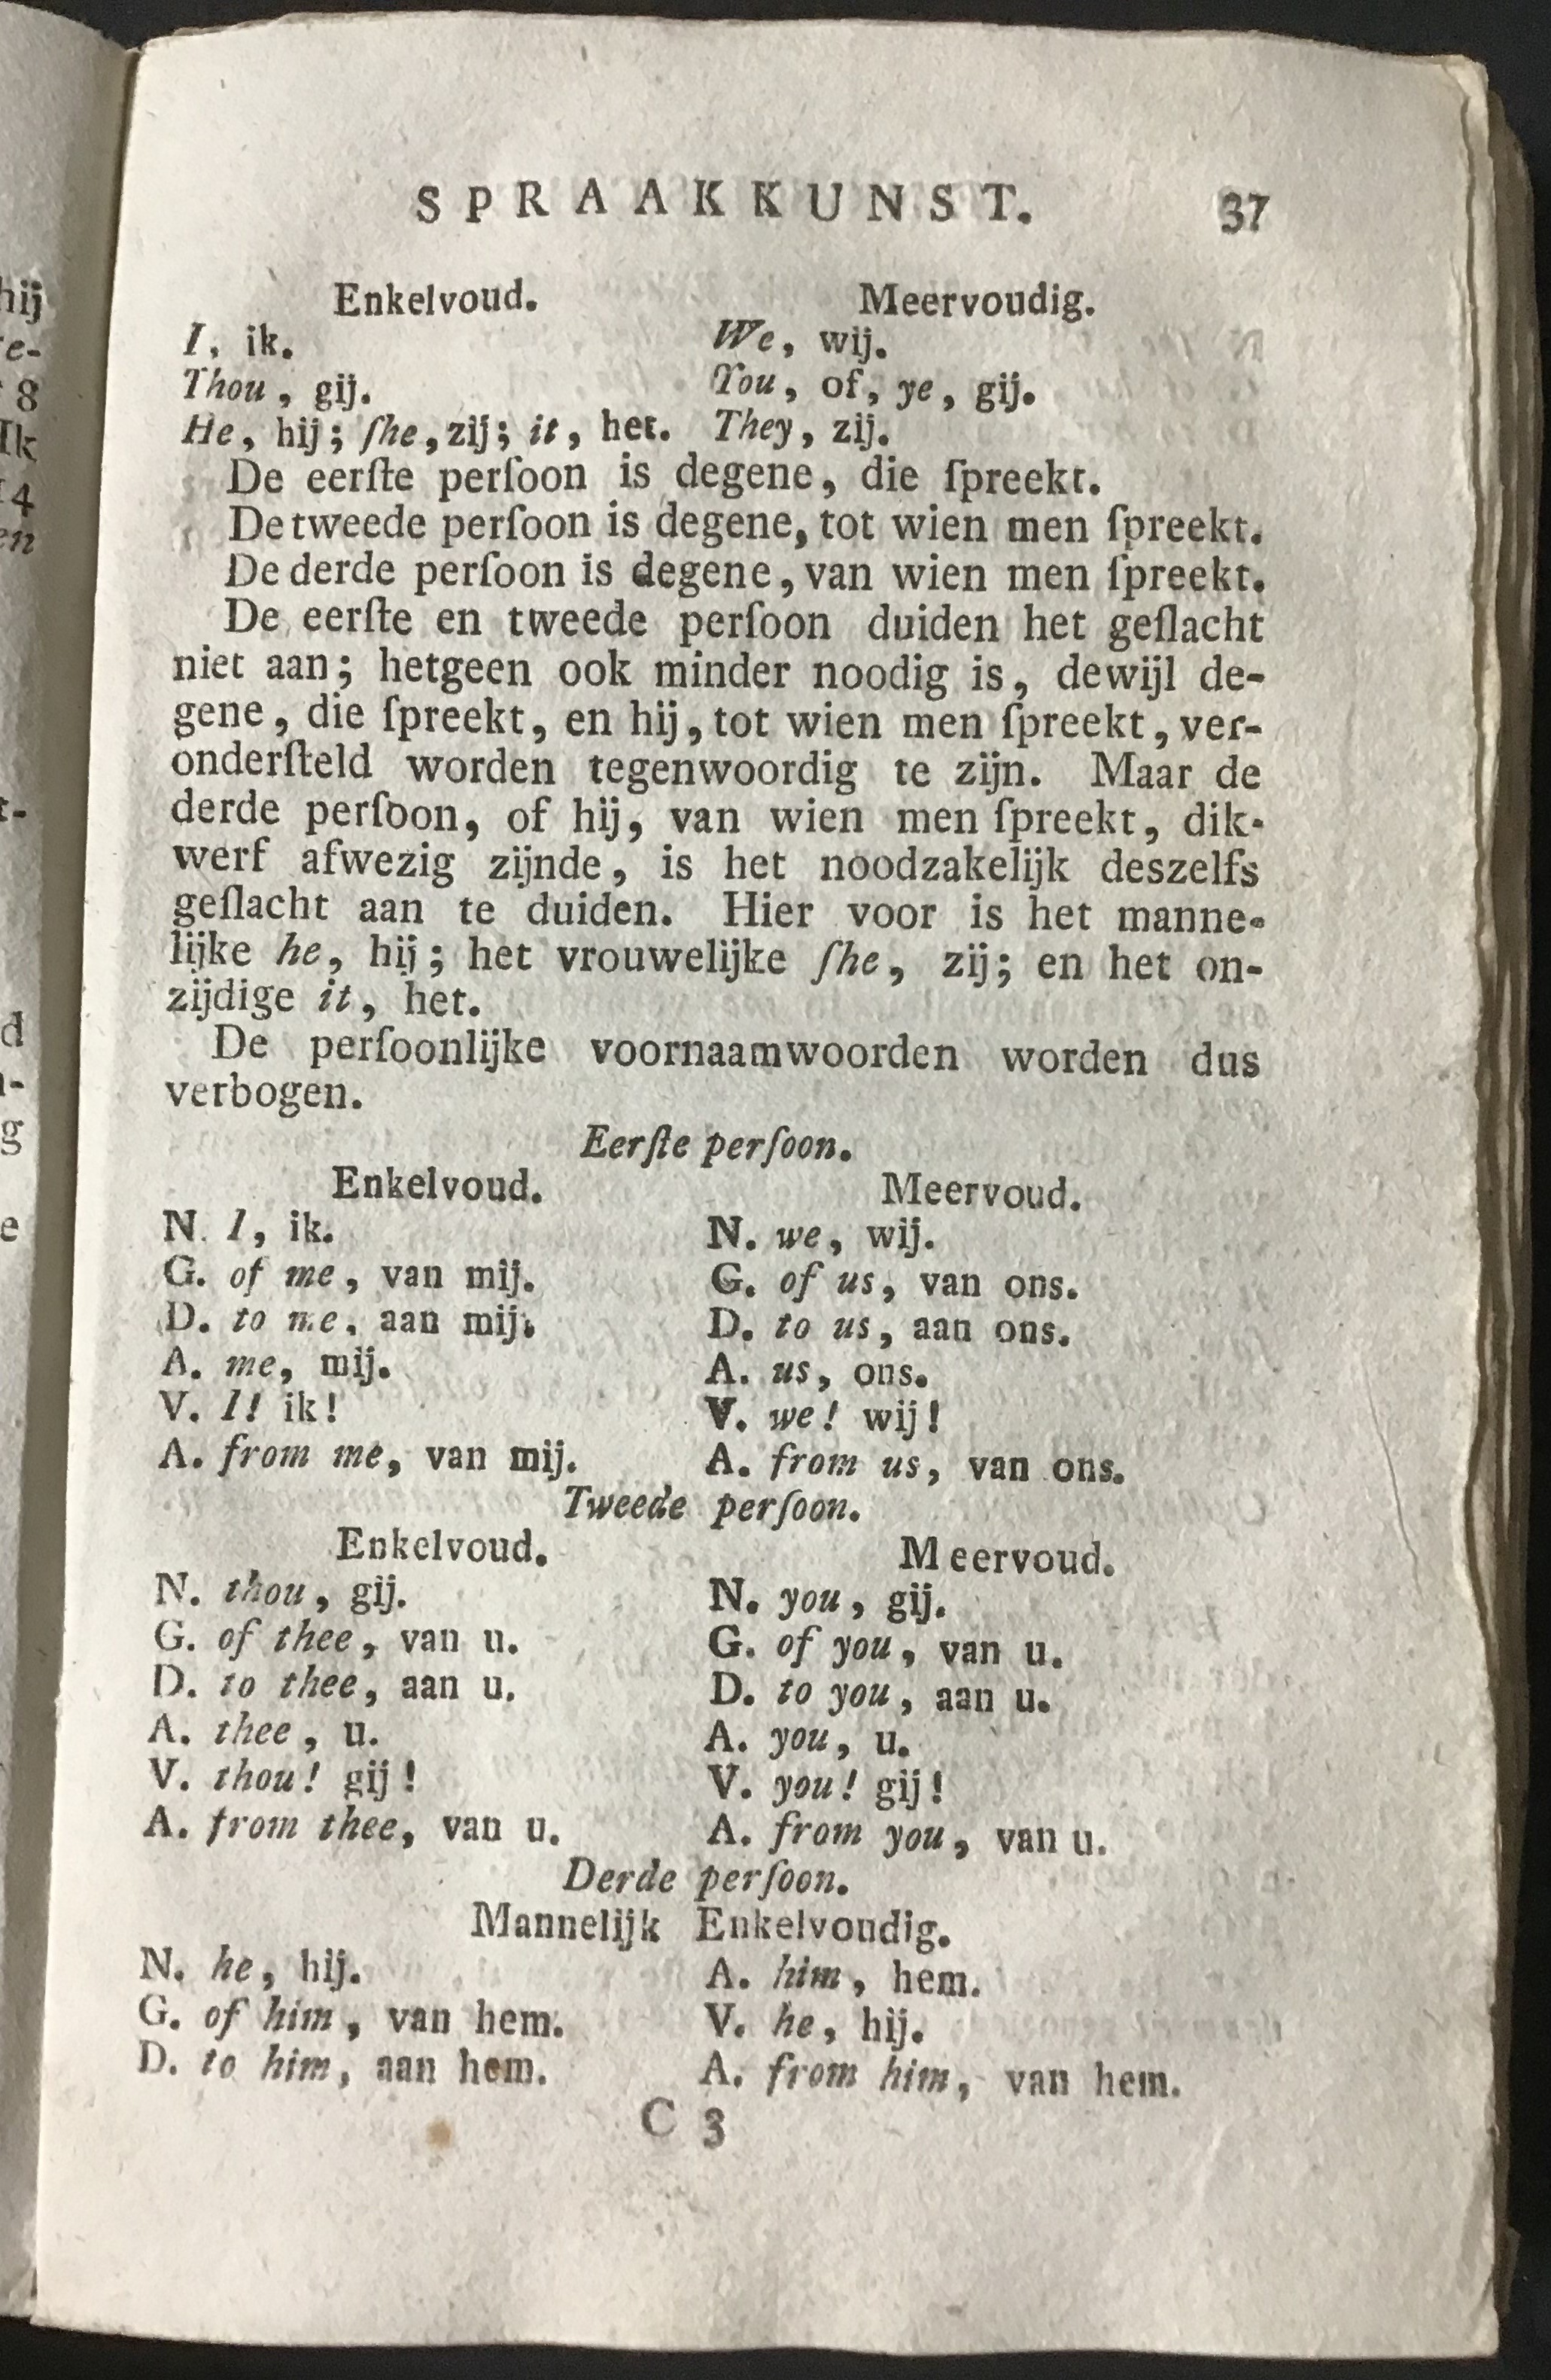 SPRAAKKUNST. 37
Enkelvoud. Meervoudig.
I, ik. We, wij.
Thou, gij. You, of, ye, gij.
He, hij; ſhe, zij; it, het. They, zij.
De eerſte perſoon is degene, die ſpreekt.
De tweede perſoon is degene, tot wien men ſpreekt.
De derde perſoon is degene, van wien men ſpreekt.
De eerſte en tweede perſoon duiden het geſlacht
niet aan; hetgeen ook minder noodig is, dewijl de-
gene, die ſpreekt, en hij, tot wien men ſpreekt, ver-
onderſteld worden tegenwoordig te zijn. Maar de
derde perſoon, of hij, van wien men ſpreekt, dik-
werf afwezig zijnde, is het noodzakelijk deszelfs
geſlacht aan te duiden. Hier voor is het manne-
lijke he, hij; het vrouwelijke ſhe, zij; en het on-
zijdige it, het.
De perſoonlijke voornaamwoorden worden dus
verbogen.
Eerſte perſoon.
Enkelvoud. Meervoud.
N. I, ik. N. we, wij.
G. of me, van mij. G. of us, van ons.
D. to me, aan mij. D. to us, aan ons.
A. me, mij. A. us, ons.
V. I! ik! V. we! wij!
A. from me, van mij. A. from us, van ons.
Tweede perſoon.
Enkelvoud. Meervoud.
N. thou, gij. N. you, gij.
G. of thee, van u. G. of you, van u.
D. to thee, aan u. D. to you, aan u.
A. thee, u. A. you, u.
V. thou! gij! V. you! gij!
A. from thee, van u. A. from you, van u.
Derde perſoon.
Mannelijk Enkelvoudig.
N. he, hij. A. him, hem.
G. of him, van hem. V. he, hij.
D. to him, aan hem. A. from him, van hem.
C 3